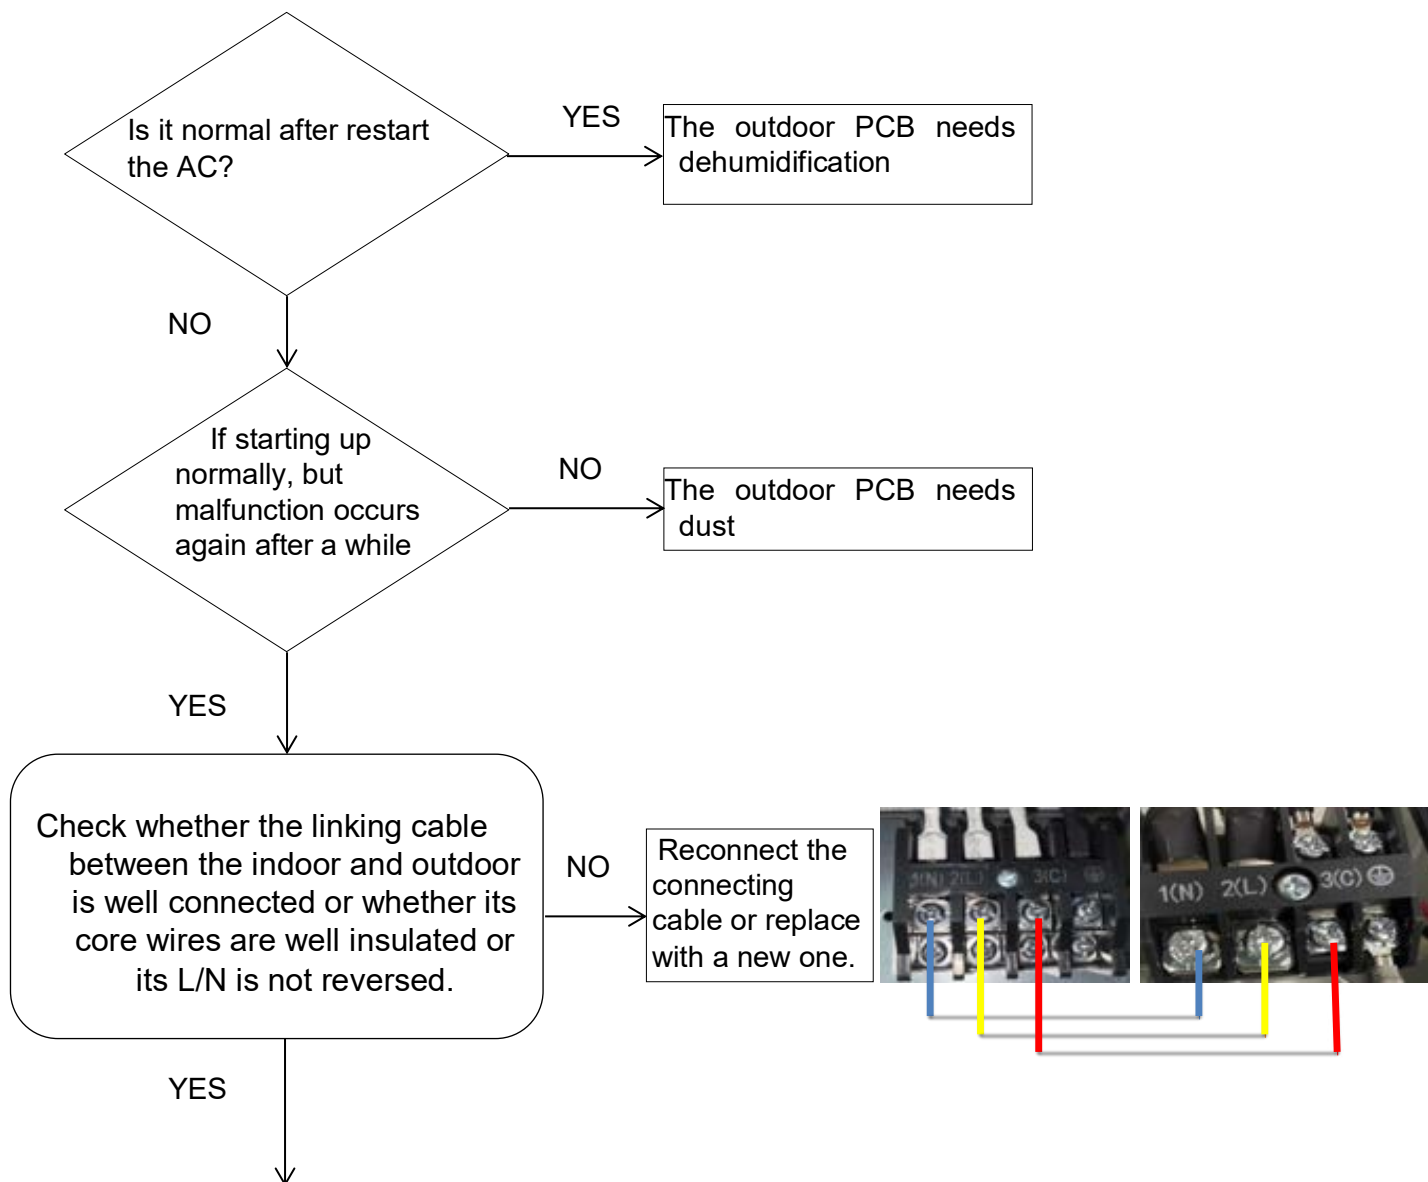 Is it normal after restart
the AC?
YES
The outdoor PCB needs
dehumidification
NO
If starting up
normally, but
malfunction occurs
again after a while
NO
The outdoor PCB needs
dust
YES
Check whether the linking cable
between the indoor and outdoor
is well connected or whether its
core wires are well insulated or
its L/N is not reversed.
NO
Reconnect the
connecting
cable or replace
with a new one.
2(L) 3(C)
1(N) 2(L) 3(C)
YES